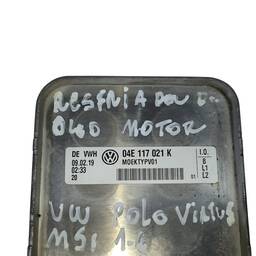 RESFRIADOR DE
OLEO MOTOR
DE VWH 04E 117 021 K I.O.
09.02.19 MOEKTYPV01 B
02:33 L1
20 01 L2
VW POLO VIRTUS
MSI 1.6